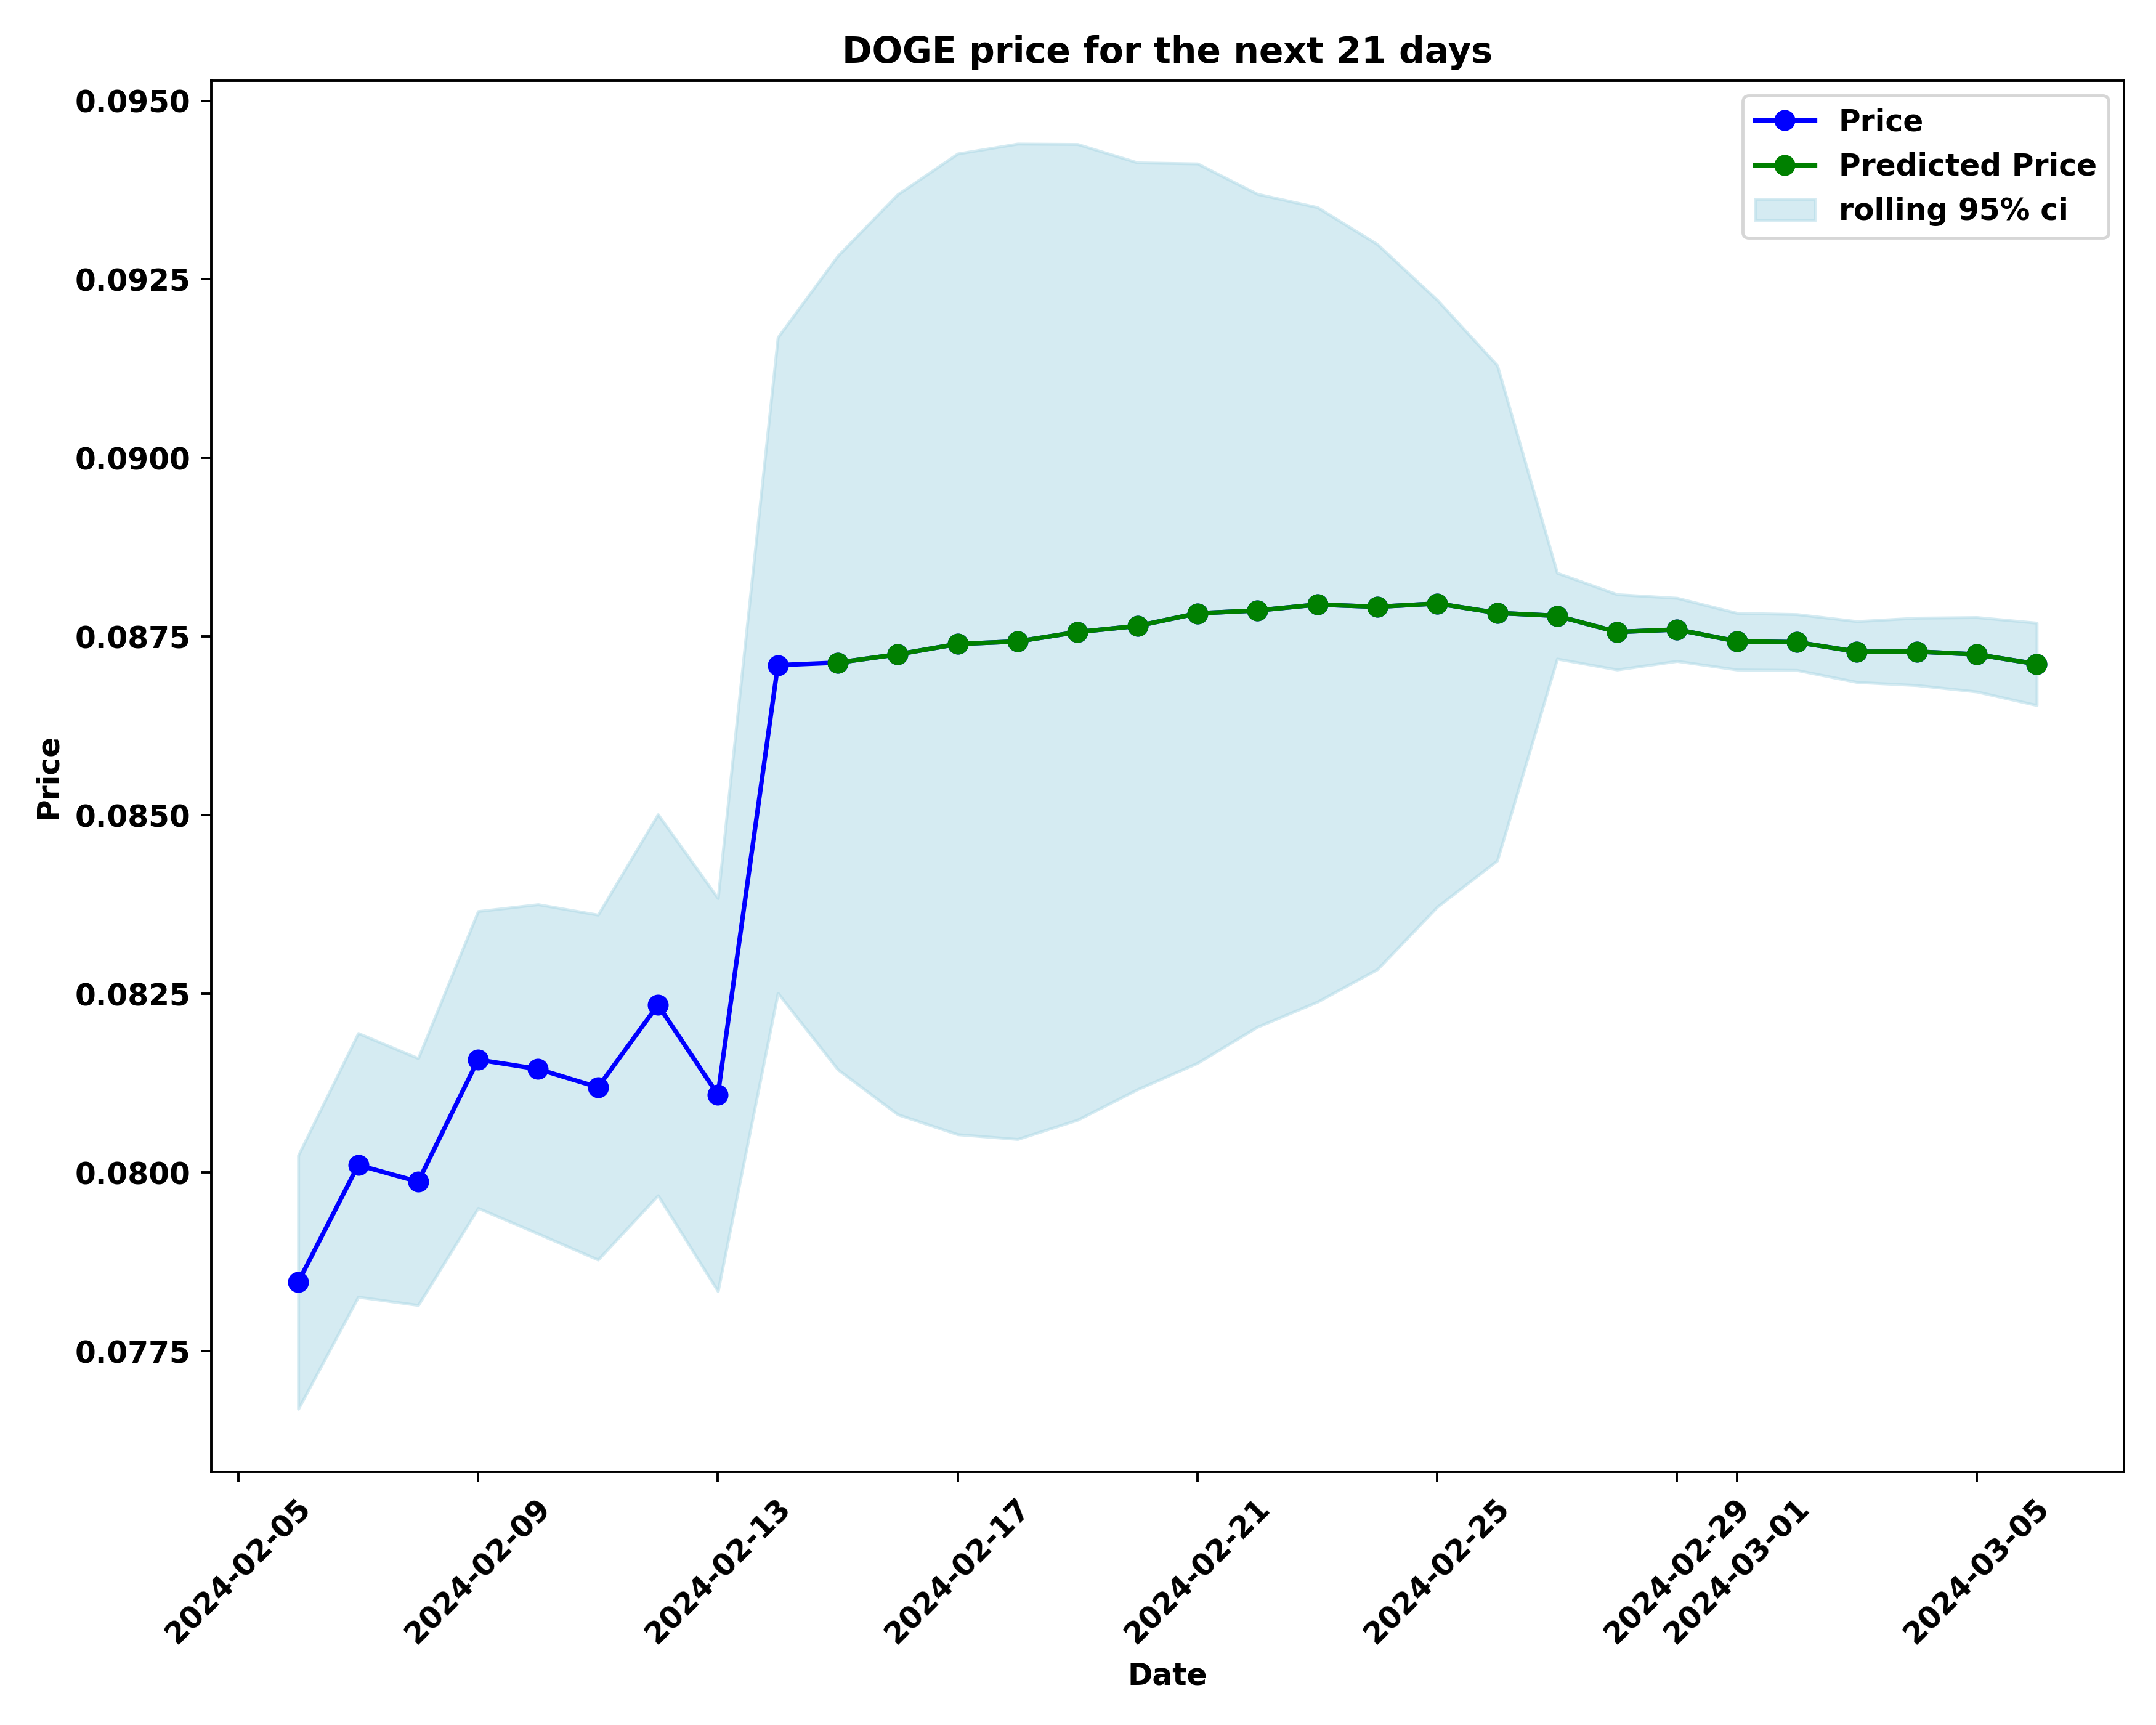 DOGE price for the next 21 days
Price
Predicted Price
rolling 95% ci
0.0950
0.0925
0.0900
0.0875
0.0850
0.0825
0.0800
0.0775
Price
2024-02-05
2024-02-09
2024-02-13
2024-02-17
2024-02-21
2024-02-25
2024-02-29
2024-03-01
2024-03-05
Date